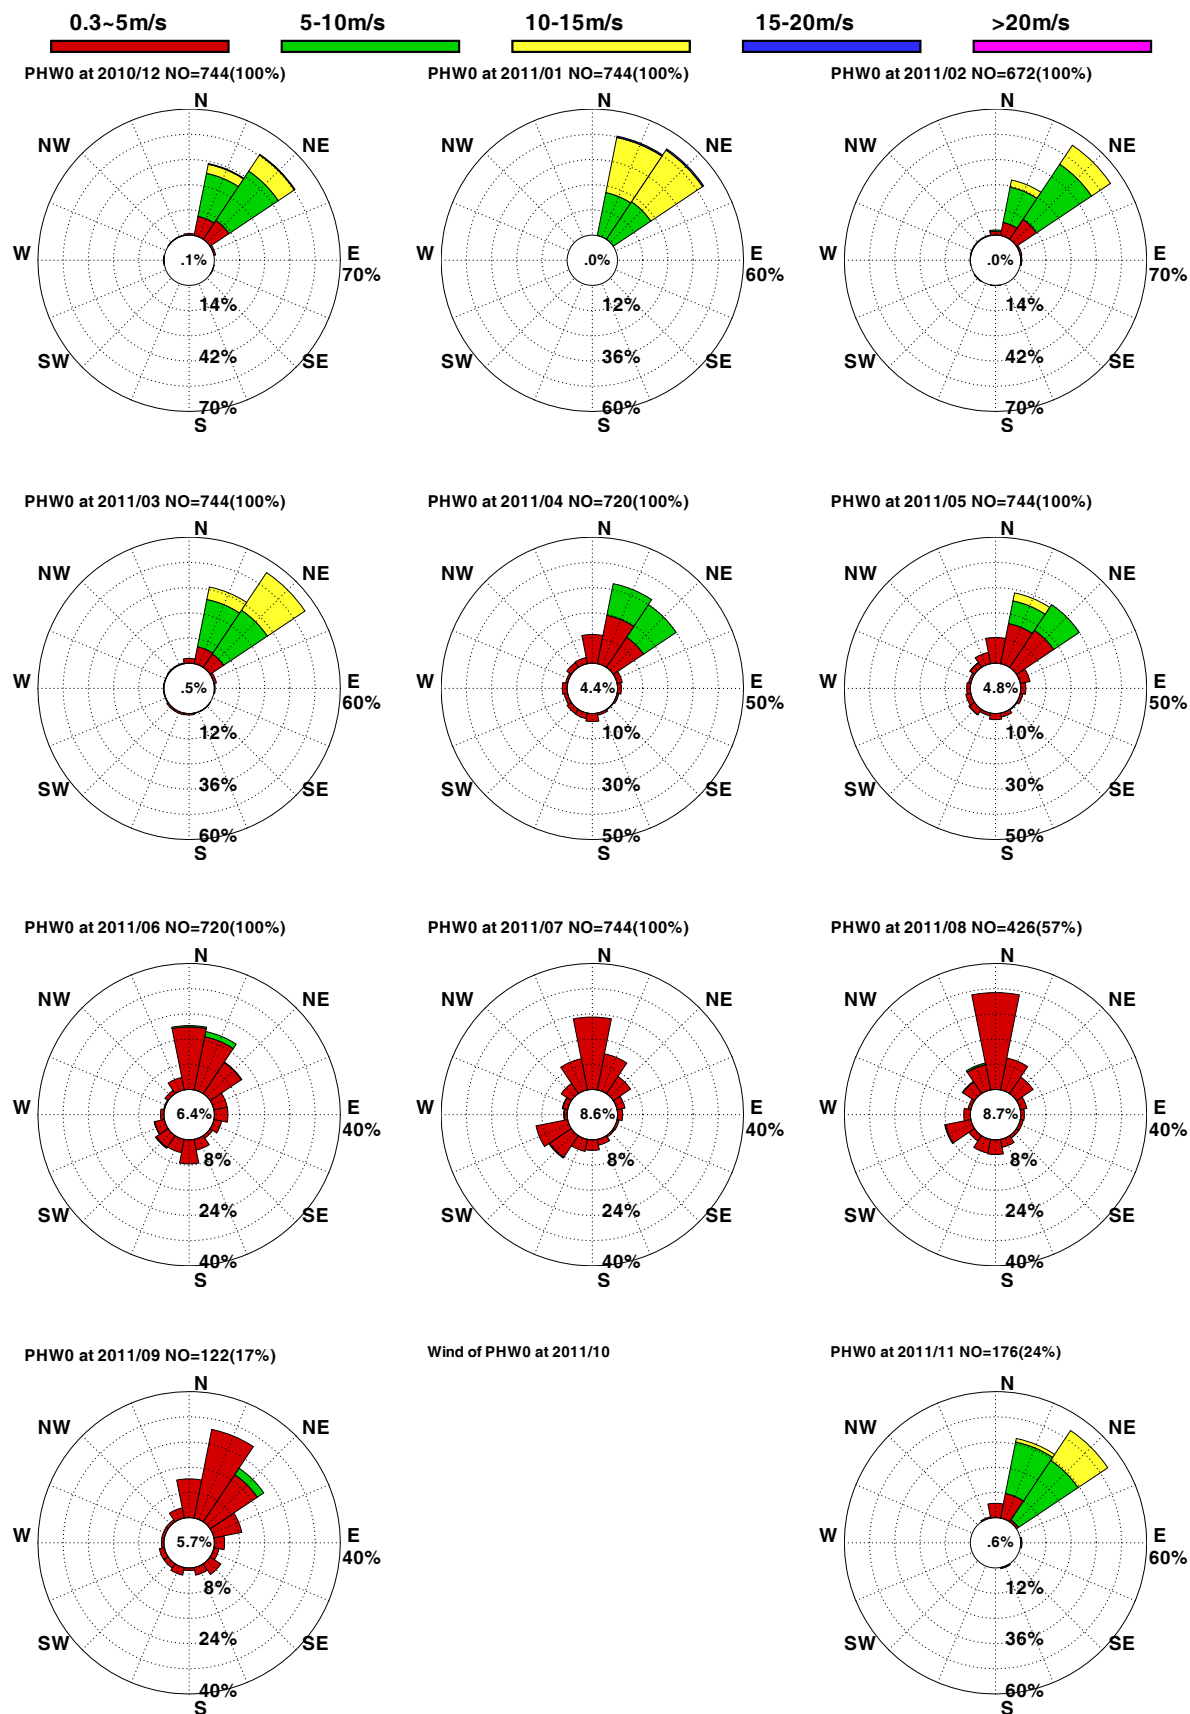 0.3~5m/s 5-10m/s 10-15m/s 15-20m/s >20m/s
PHW0 at 2010/12 NO=744(100%) PHW0 at 2011/01 NO=744(100%) PHW0 at 2011/02 NO=672(100%)
N N N
NW NE NW NE NW NE
W .1% E W .0% E W .0% E
70% 60% 70%
14% 12% 14%
42% 36% 42%
SW SE SW SE SW SE
70% 60% 70%
S S S
PHW0 at 2011/03 NO=744(100%) PHW0 at 2011/04 NO=720(100%) PHW0 at 2011/05 NO=744(100%)
N N N
NW NE NW NE NW NE
W .5% E W 4.4% E W 4.8% E
60% 50% 50%
12% 10% 10%
36% 30% 30%
SW SE SW SE SW SE
60% 50% 50%
S S S
PHW0 at 2011/06 NO=720(100%) PHW0 at 2011/07 NO=744(100%) PHW0 at 2011/08 NO=426(57%)
N N N
NW NE NW NE NW NE
W 6.4% E W 8.6% E W 8.7% E
40% 40% 40%
8% 8% 8%
24% 24% 24%
SW SE SW SE SW SE
40% 40% 40%
S S S
PHW0 at 2011/09 NO=122(17%) Wind of PHW0 at 2011/10 PHW0 at 2011/11 NO=176(24%)
N N
NW NE NW NE
W 5.7% E W .6% E
40% 60%
8% 12%
24% 36%
SW SE SW SE
40% 60%
S S